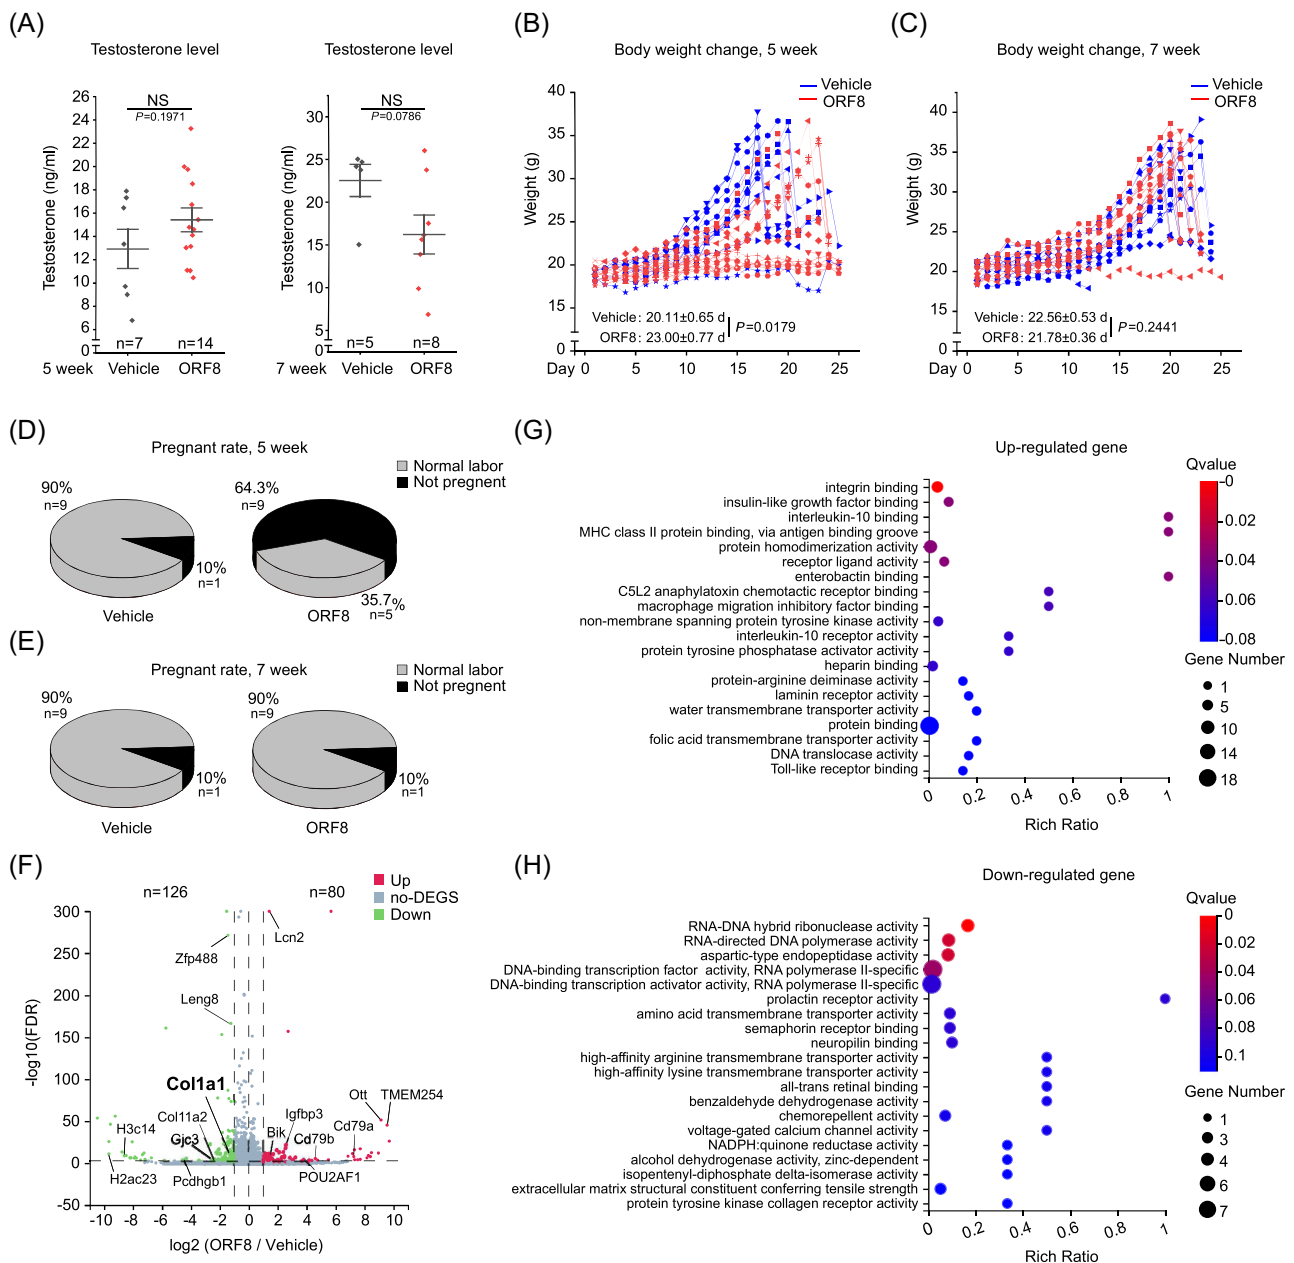 (A)
Testosterone level
Testosterone (ng/ml)
26
24
22
20
18
16
14
12
10
8
6
0
NS
P=0.1971
n=7
n=14
5 week
Vehicle
ORF8
Testosterone level
Testosterone (ng/ml)
30
25
20
15
10
5
0
NS
P=0.0786
n=5
n=8
7 week
Vehicle
ORF8
(B)
Body weight change, 5 week
Vehicle
ORF8
Weight (g)
40
35
30
25
20
15
0
Vehicle : 20.11±0.65 d
ORF8 : 23.00±0.77 d
P=0.0179
Day
0
5
10
15
20
25
(C)
Body weight change, 7 week
Vehicle
ORF8
Weight (g)
40
35
30
25
20
15
0
Vehicle : 22.56±0.53 d
ORF8 : 21.78±0.36 d
P=0.2441
Day
0
5
10
15
20
25
(D)
Pregnant rate, 5 week
Normal labor
Not pregnent
90%
n=9
10%
n=1
Vehicle
64.3%
n=9
35.7%
n=5
ORF8
(E)
Pregnant rate, 7 week
Normal labor
Not pregnent
90%
n=9
10%
n=1
Vehicle
90%
n=9
10%
n=1
ORF8
(F)
n=126
n=80
Up
no-DEGS
Down
-log10(FDR)
300
250
200
150
100
50
0
-50
Lcn2
Zfp488
Leng8
Col1a1
Col11a2
H3c14
Gjc3
H2ac23
Pcdhgb1
Bik
Igfbp3
Cd79b
POU2AF1
Cd79a
Ott
TMEM254
-10
-8
-6
-4
-2
0
2
4
6
8
10
log2 (ORF8 / Vehicle)
(G)
Up-regulated gene
integrin binding
insulin-like growth factor binding
interleukin-10 binding
MHC class II protein binding, via antigen binding groove
protein homodimerization activity
receptor ligand activity
enterobactin binding
C5L2 anaphylatoxin chemotactic receptor binding
macrophage migration inhibitory factor binding
non-membrane spanning protein tyrosine kinase activity
interleukin-10 receptor activity
protein tyrosine phosphatase activator activity
heparin binding
protein-arginine deiminase activity
laminin receptor activity
water transmembrane transporter activity
protein binding
folic acid transmembrane transporter activity
DNA translocase activity
Toll-like receptor binding
0
0.2
0.4
0.6
0.8
1
Rich Ratio
Qvalue
0
0.02
0.04
0.06
0.08
Gene Number
1
5
10
14
18
(H)
Down-regulated gene
RNA-DNA hybrid ribonuclease activity
RNA-directed DNA polymerase activity
aspartic-type endopeptidase activity
DNA-binding transcription factor activity, RNA polymerase II-specific
DNA-binding transcription activator activity, RNA polymerase II-specific
prolactin receptor activity
amino acid transmembrane transporter activity
semaphorin receptor binding
neuropilin binding
high-affinity arginine transmembrane transporter activity
high-affinity lysine transmembrane transporter activity
all-trans retinal binding
benzaldehyde dehydrogenase activity
chemorepellent activity
voltage-gated calcium channel activity
NADPH:quinone reductase activity
alcohol dehydrogenase activity, zinc-dependent
isopentenyl-diphosphate delta-isomerase activity
extracellular matrix structural constituent conferring tensile strength
protein tyrosine kinase collagen receptor activity
0
0.2
0.4
0.6
0.8
1
Rich Ratio
Qvalue
0
0.02
0.04
0.06
0.08
0.1
Gene Number
1
3
4
6
7